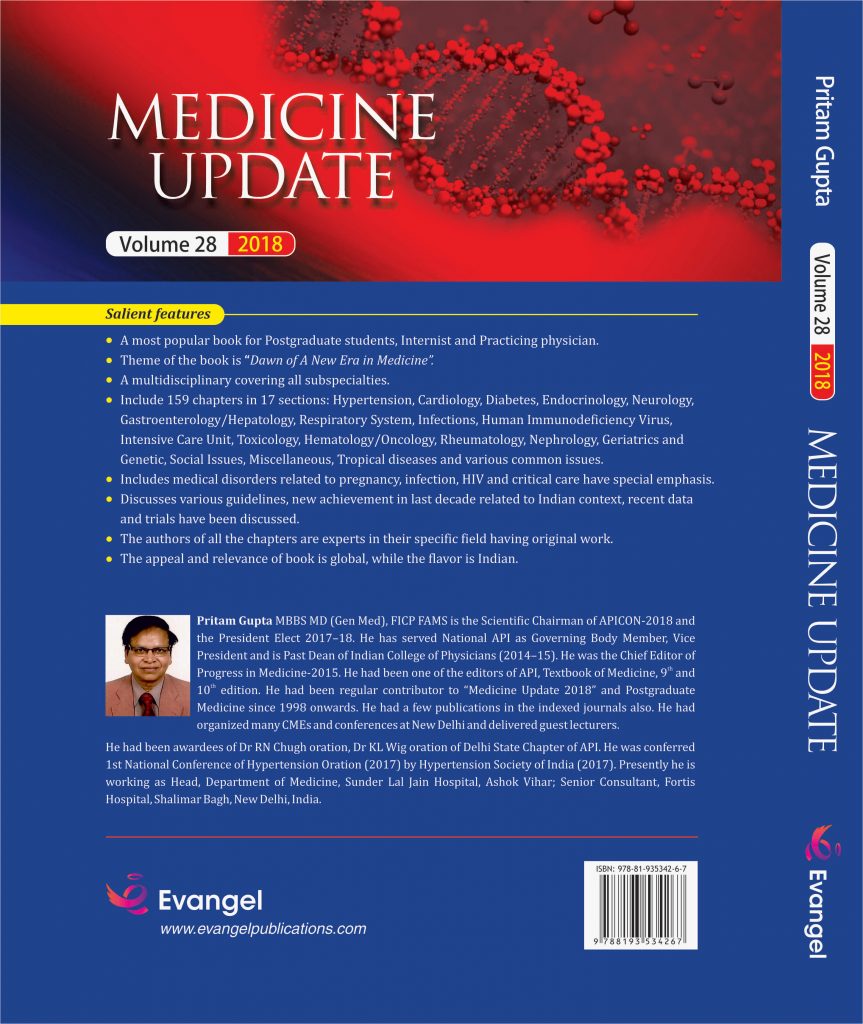 MEDICINE
UPDATE
Volume 28 2018
Salient features
• A most popular book for Postgraduate students, Internist and Practicing physician.
• Theme of the book is “Dawn of A New Era in Medicine”.
• A multidisciplinary covering all subspecialties.
• Include 159 chapters in 17 sections: Hypertension, Cardiology, Diabetes, Endocrinology, Neurology,
Gastroenterology/Hepatology, Respiratory System, Infections, Human Immunodeficiency Virus,
Intensive Care Unit, Toxicology, Hematology/Oncology, Rheumatology, Nephrology, Geriatrics and
Genetic, Social Issues, Miscellaneous, Tropical diseases and various common issues.
• Includes medical disorders related to pregnancy, infection, HIV and critical care have special emphasis.
• Discusses various guidelines, new achievement in last decade related to Indian context, recent data
and trials have been discussed.
• The authors of all the chapters are experts in their specific field having original work.
• The appeal and relevance of book is global, while the flavor is Indian.
Pritam Gupta MBBS MD (Gen Med), FICP FAMS is the Scientific Chairman of APICON-2018 and
the President Elect 2017–18. He has served National API as Governing Body Member, Vice
President and is Past Dean of Indian College of Physicians (2014–15). He was the Chief Editor of
Progress in Medicine-2015. He had been one of the editors of API, Textbook of Medicine, 9th and
10th edition. He had been regular contributor to “Medicine Update 2018” and Postgraduate
Medicine since 1998 onwards. He had a few publications in the indexed journals also. He had
organized many CMEs and conferences at New Delhi and delivered guest lecturers.
He had been awardees of Dr RN Chugh oration, Dr KL Wig oration of Delhi State Chapter of API. He was conferred
1st National Conference of Hypertension Oration (2017) by Hypertension Society of India (2017). Presently he is
working as Head, Department of Medicine, Sunder Lal Jain Hospital, Ashok Vihar; Senior Consultant, Fortis
Hospital, Shalimar Bagh, New Delhi, India.
Evangel
www.evangelpublications.com
ISBN: 978-81-935342-6-7
9 788193 534267
Pritam Gupta
Volume 28 2018
MEDICINE UPDATE
Evangel